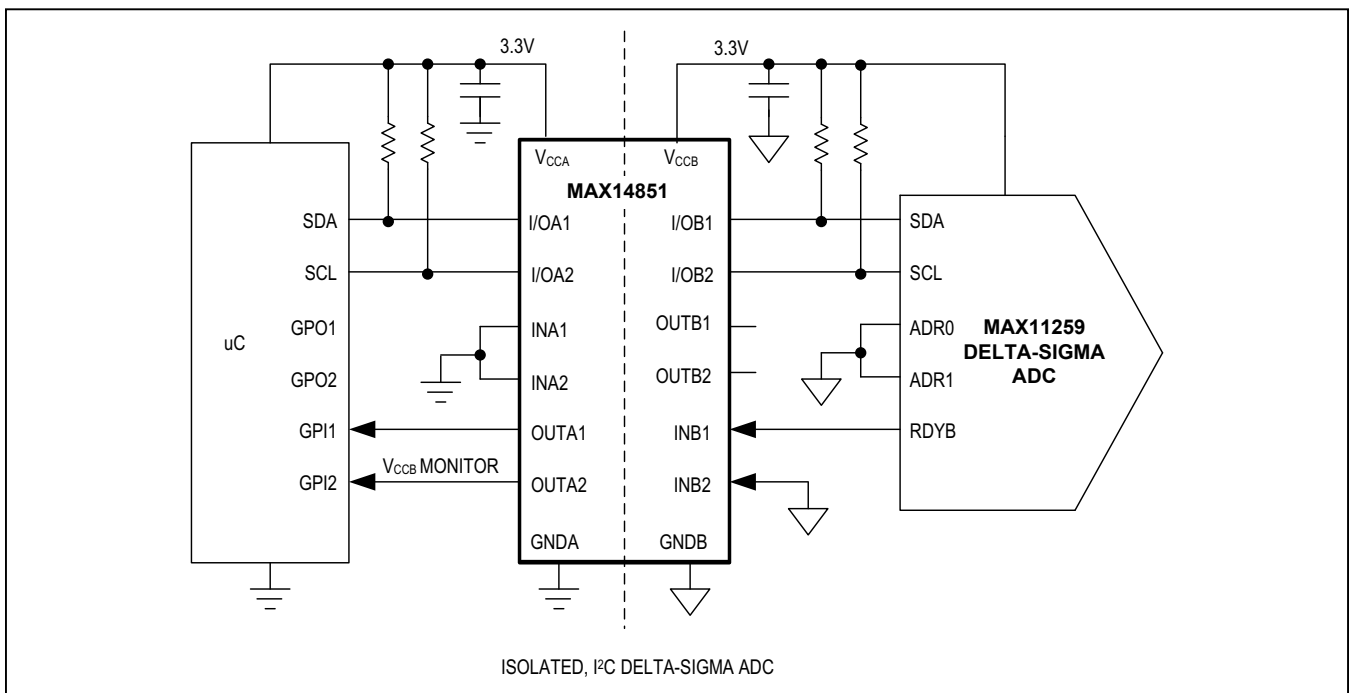 3.3V
3.3V
VCCA
VCCB
MAX14851
SDA
I/OA1
I/OB1
SDA
SCL
I/OA2
I/OB2
SCL
uC
GPO1
INA1
OUTB1
ADR0
MAX11259
DELTA-SIGMA
ADC
GPO2
INA2
OUTB2
ADR1
GPI1
OUTA1
INB1
RDYB
VCCB MONITOR
GPI2
OUTA2
INB2
GNDA
GNDB
ISOLATED, I²C DELTA-SIGMA ADC